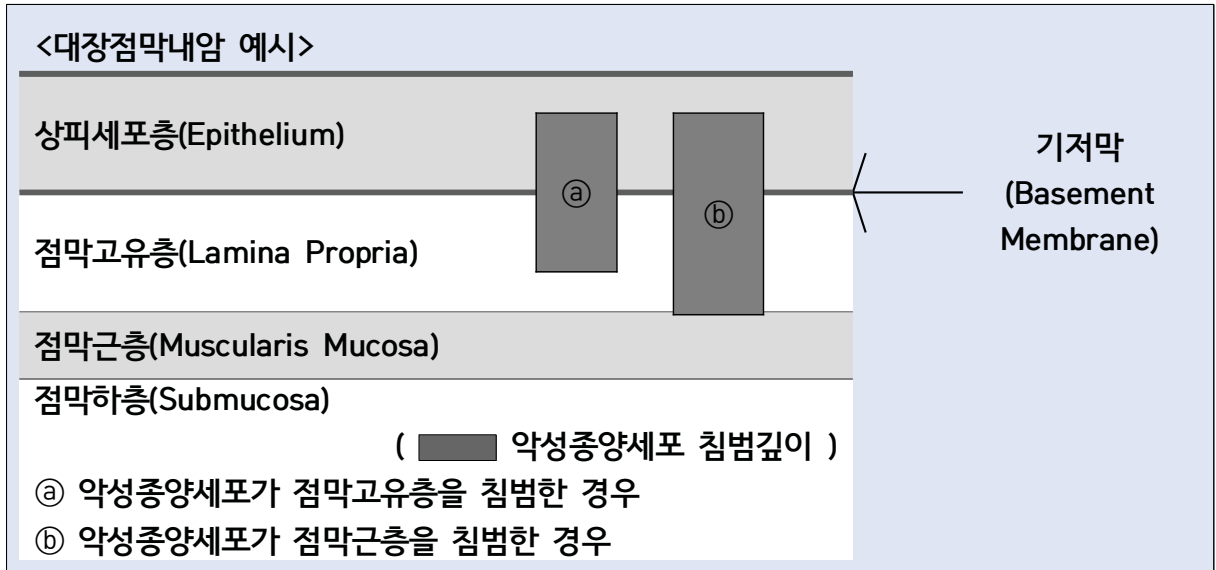 <대장점막내암 예시>
상피세포층(Epithelium)
기저막
(Basement
Membrane)
ⓐ
ⓑ
점막고유층(Lamina Propria)
점막근층(Muscularis Mucosa)
점막하층(Submucosa)
( 악성종양세포 침범깊이 )
ⓐ 악성종양세포가 점막고유층을 침범한 경우
ⓑ 악성종양세포가 점막근층을 침범한 경우